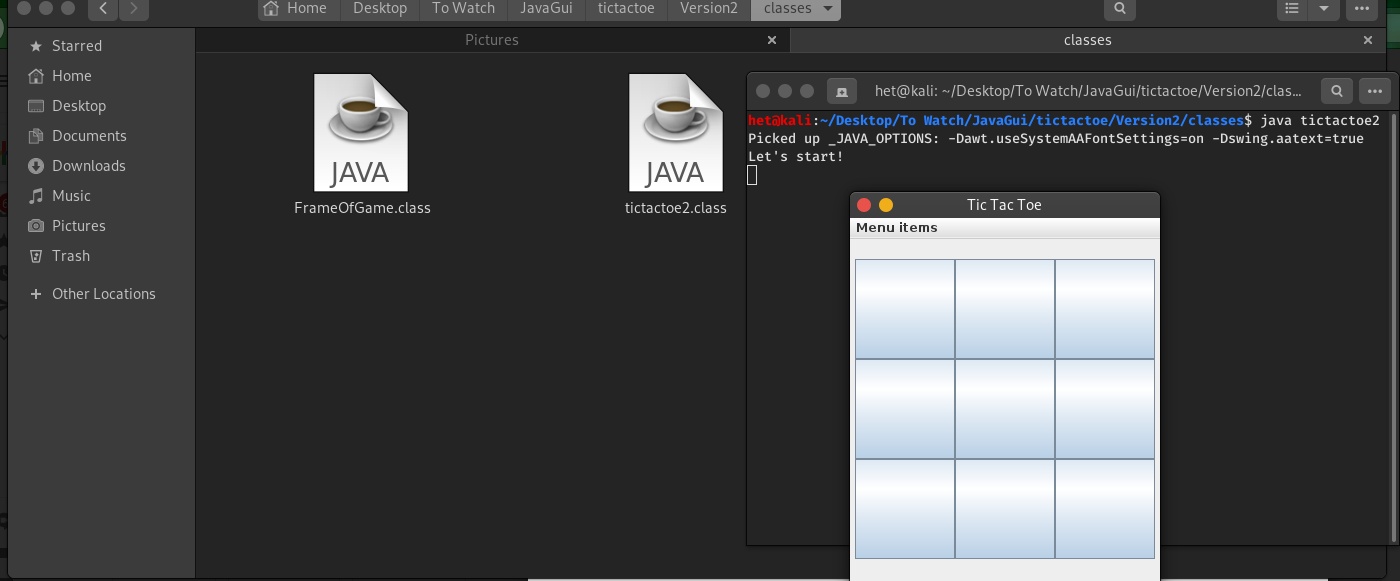 Home Desktop To Watch JavaGui tictactoe Version2 classes
Starred
Home
Desktop
Documents
Downloads
Music
Pictures
Trash
Other Locations
Pictures
classes
JAVA
FrameOfGame.class
JAVA
tictactoe2.class
het@kali: ~/Desktop/To Watch/JavaGui/tictactoe/Version2/clas...
het@kali:~/Desktop/To Watch/JavaGui/tictactoe/Version2/classes$ java tictactoe2
Picked up _JAVA_OPTIONS: -Dawt.useSystemAAFontSettings=on -Dswing.aatext=true
Let's start!
Tic Tac Toe
Menu items